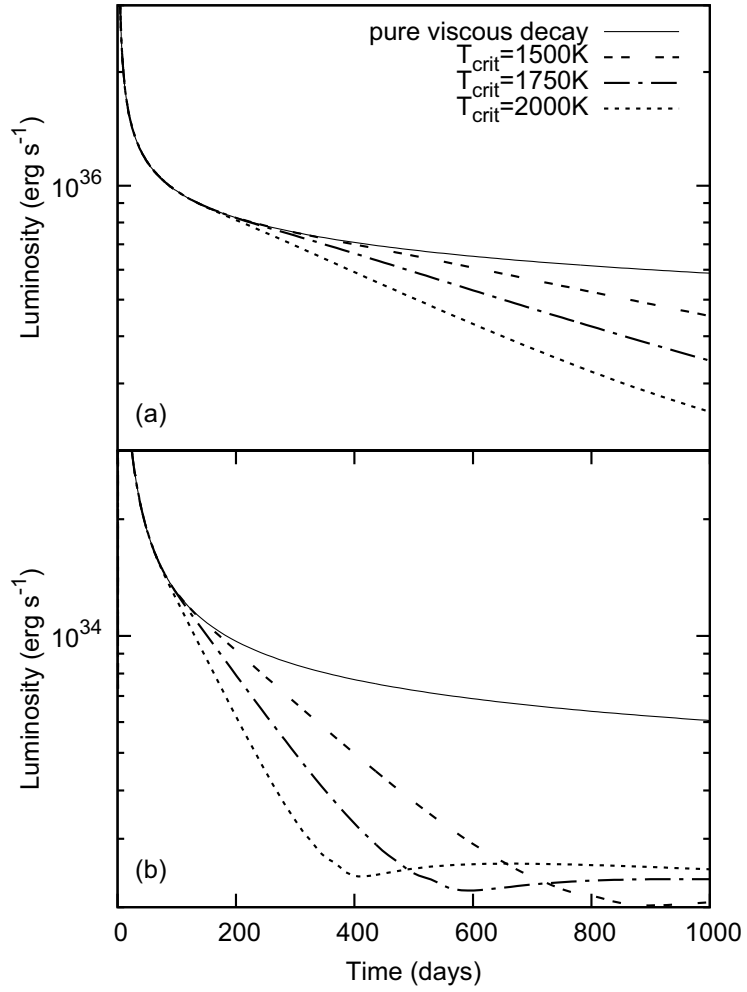 pure viscous decay
T_crit=1500K
T_crit=1750K
T_crit=2000K
Luminosity (erg s^-1)
10^36
(a)
Luminosity (erg s^-1)
10^34
(b)
0 200 400 600 800 1000
Time (days)